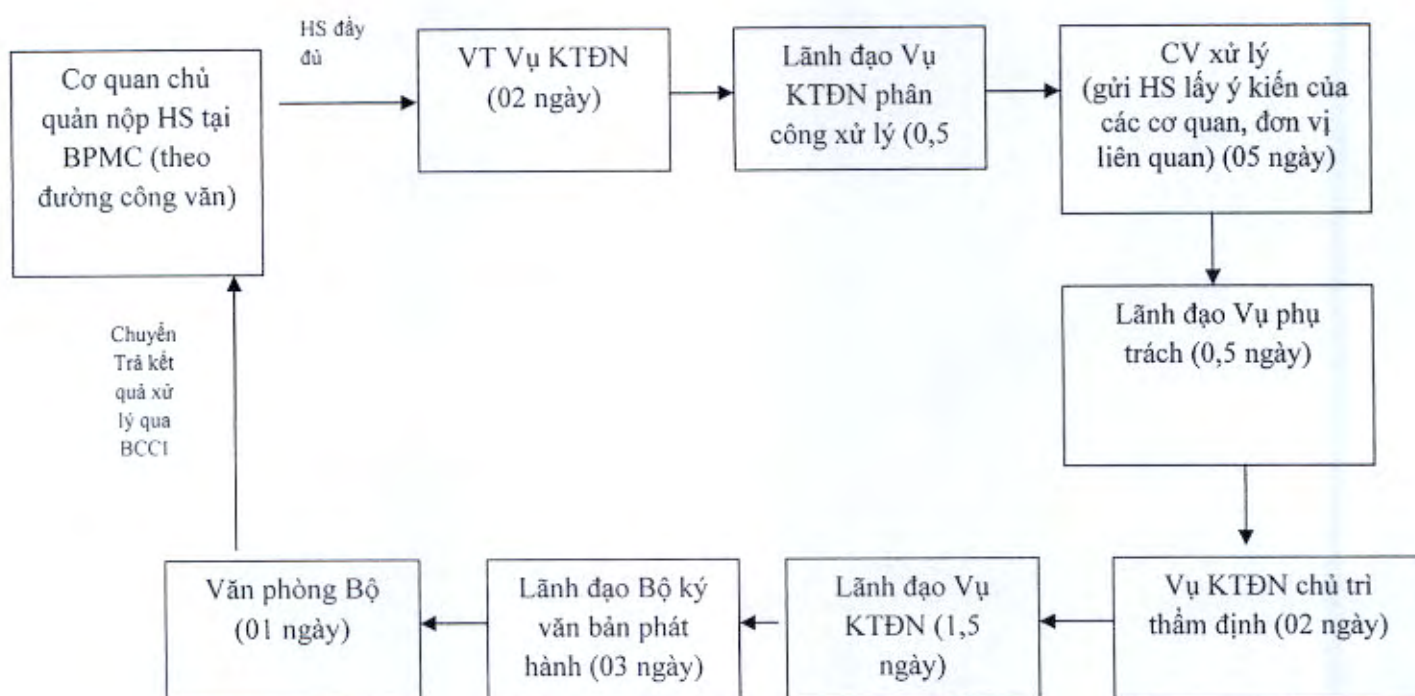 Cơ quan chủ
quản nộp HS tại
BPMC (theo
đường công văn)
HS đầy
đủ
VT Vụ KTĐN
(02 ngày)
Lãnh đạo Vụ
KTĐN phân
công xử lý (0,5
CV xử lý
(gửi HS lấy ý kiến của
các cơ quan, đơn vị
liên quan) (05 ngày)
Lãnh đạo Vụ phụ
trách (0,5 ngày)
Vụ KTĐN chủ trì
thẩm định (02 ngày)
Lãnh đạo Vụ
KTĐN (1,5
ngày)
Lãnh đạo Bộ ký
văn bản phát
hành (03 ngày)
Văn phòng Bộ
(01 ngày)
Chuyển
Trả kết
quả xử
lý qua
BCCI